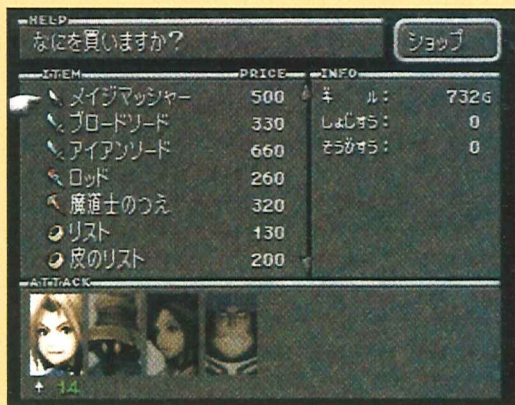 HELP
なにを買いますか?
ショップ
ITEM PRICE
メイジマッシャー 500
ブロードソード 330
アイアンソード 660
ロッド 260
魔道士のつえ 320
リスト 130
皮のリスト 200
INFO
ギ ル: 732G
しょじすう: 0
そうびすう: 0
ATTACK
14